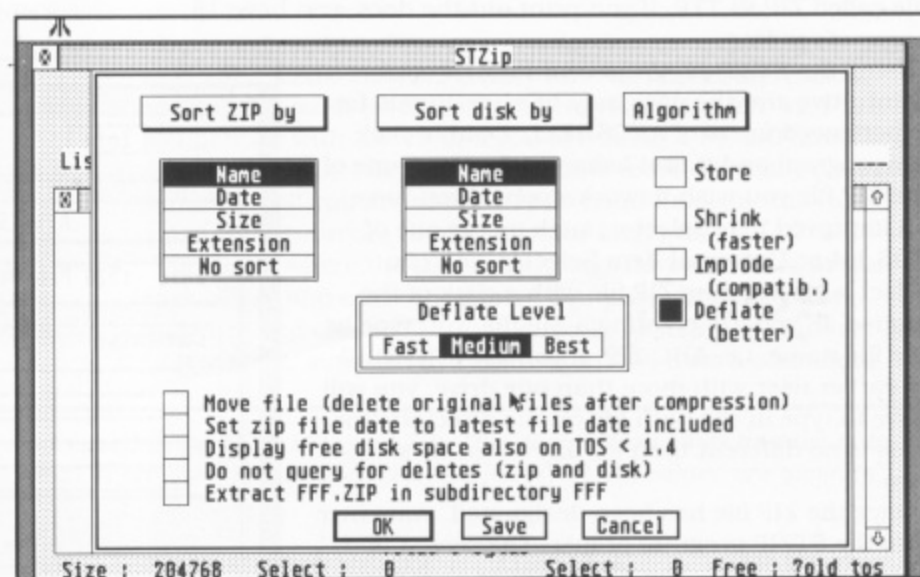 STZip
Sort ZIP by
Sort disk by
Algorithm
Lis
Name
Date
Size
Extension
No sort
Name
Date
Size
Extension
No sort
Store
Shrink
(faster)
Implode
(compatib.)
Deflate
(better)
Deflate Level
Fast Medium Best
Move file (delete original files after compression)
Set zip file date to latest file date included
Display free disk space also on TOS < 1.4
Do not query for deletes (zip and disk)
Extract FFF.ZIP in subdirectory FFF
OK Save Cancel
Size : 204768 Select : 0 Select : 0 Free : ?old tos